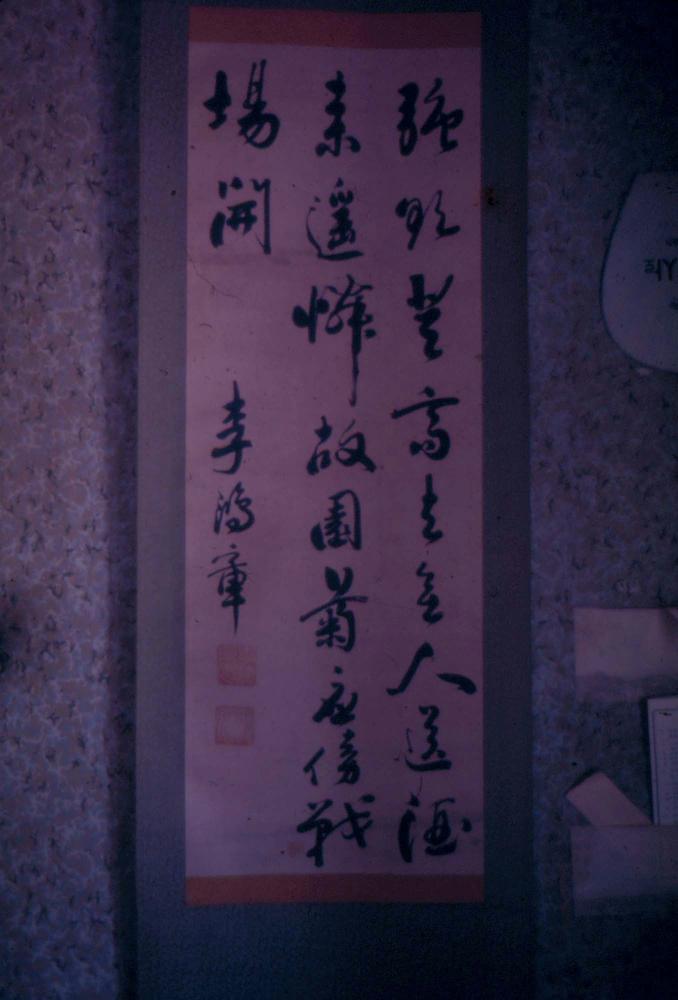 強欲登高去無人送酒
來遥憐故園菊應傍戰
場開
李鴻章